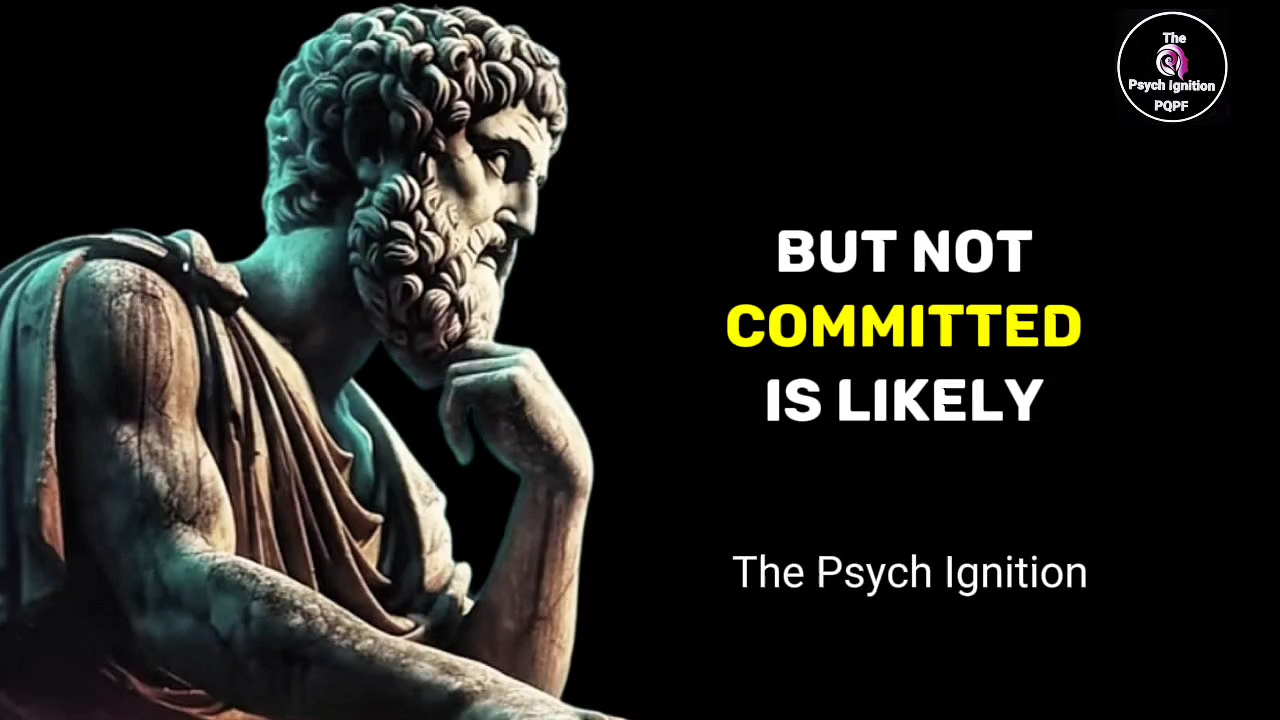 The
Psych Ignition
PQPF
BUT NOT
COMMITTED
IS LIKELY
The Psych Ignition